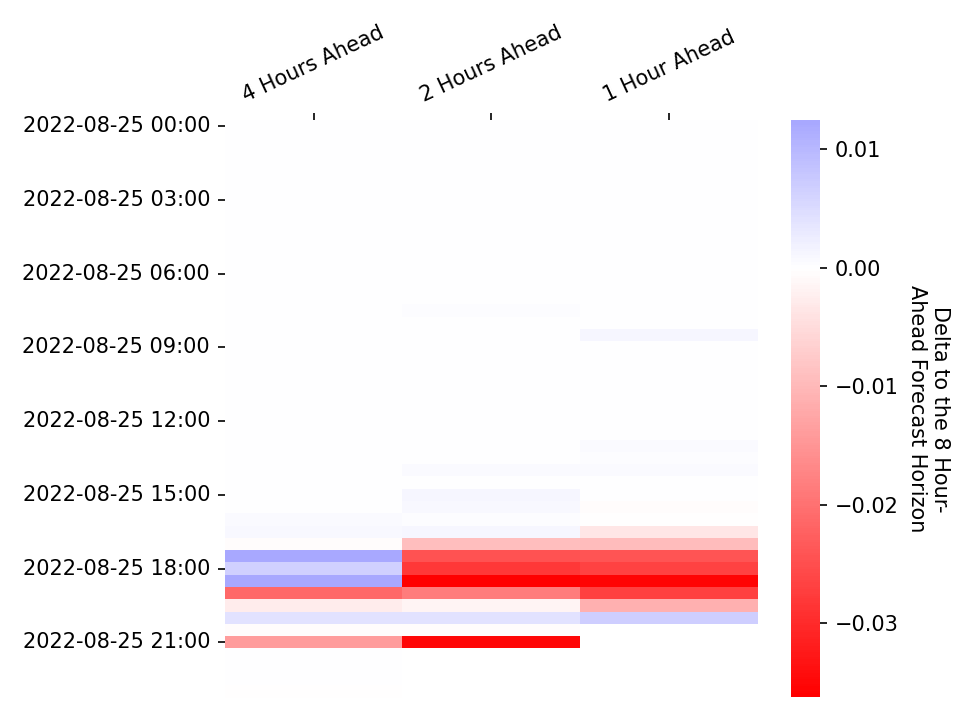 4 Hours Ahead
2 Hours Ahead
1 Hour Ahead
2022-08-25 00:00
2022-08-25 03:00
2022-08-25 06:00
2022-08-25 09:00
2022-08-25 12:00
2022-08-25 15:00
2022-08-25 18:00
2022-08-25 21:00
0.01
0.00
−0.01
−0.02
−0.03
Delta to the 8 Hour-
Ahead Forecast Horizon